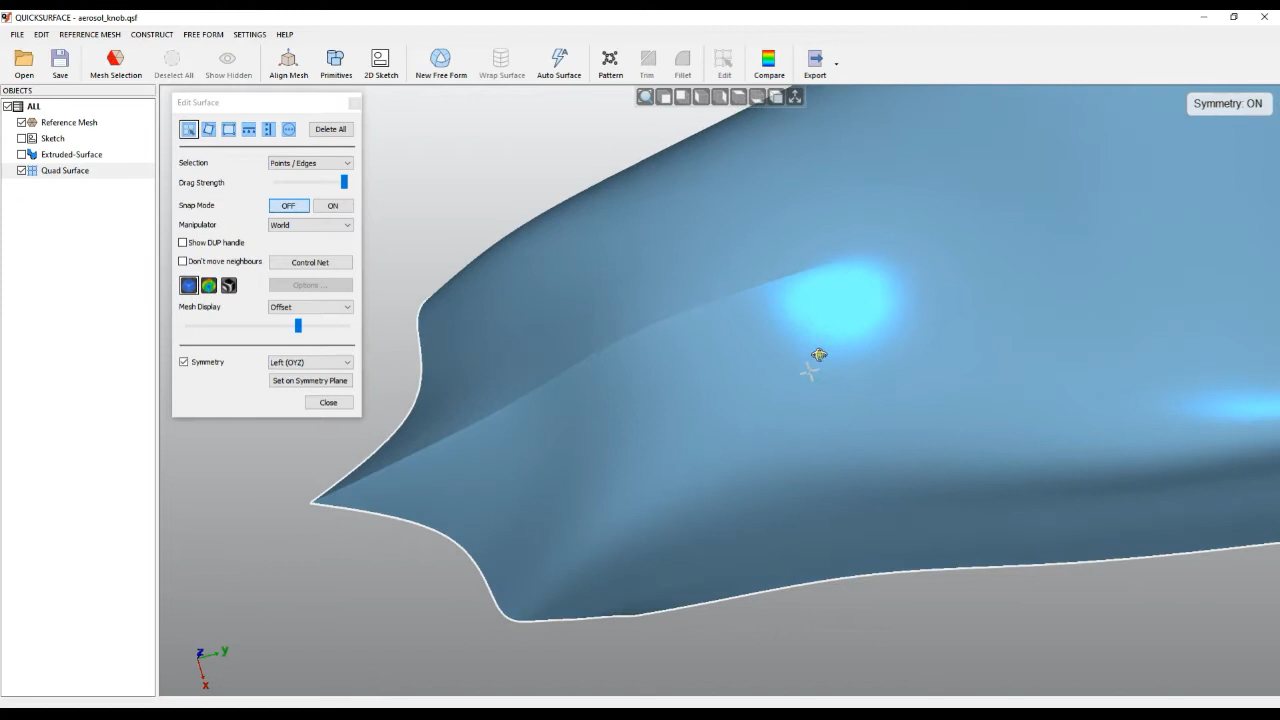 QUICKSURFACE - aerosol_knob.qsf
FILE EDIT REFERENCE MESH CONSTRUCT FREE FORM SETTINGS HELP
Open Save Mesh Selection Deselect All Show Hidden Align Mesh Primitives 2D Sketch New Free Form Wrap Surface Auto Surface Pattern Trim Fillet Edit Compare Export
OBJECTS
ALL
Reference Mesh
Sketch
Extruded-Surface
Quad Surface
Edit Surface
Delete All
Selection Points / Edges
Drag Strength
Snap Mode OFF ON
Manipulator World
Show DUP handle
Don't move neighbours Control Net
Options ...
Mesh Display Offset
Symmetry Left (OYZ)
Set on Symmetry Plane
Close
Symmetry: ON
z y
x